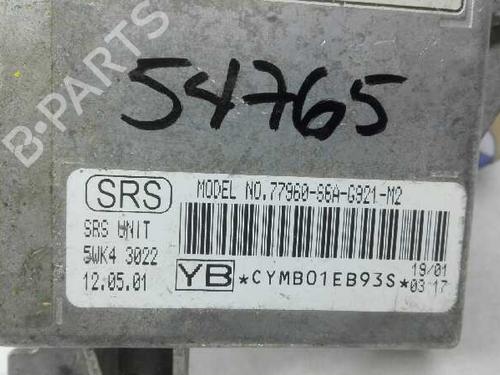 B-PARTS
54765
SRS
MODEL NO.77960-S6A-G921-M2
SRS UNIT
5WK4 3022
12.05.01
YB
*CYMB01EB93S*
19/01
03 17